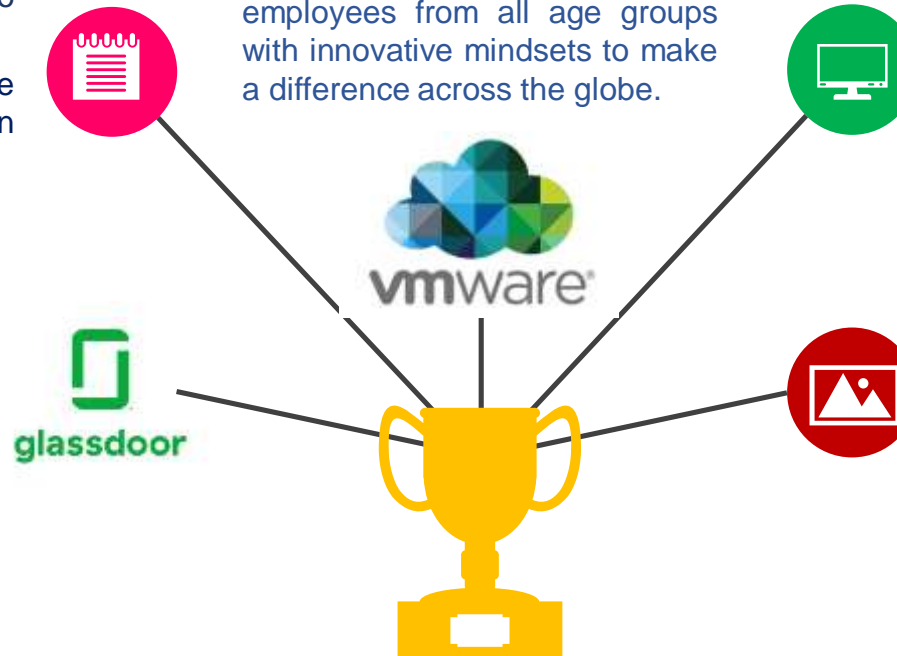 employees from all age groups
with innovative mindsets to make
a difference across the globe.
vmware
glassdoor